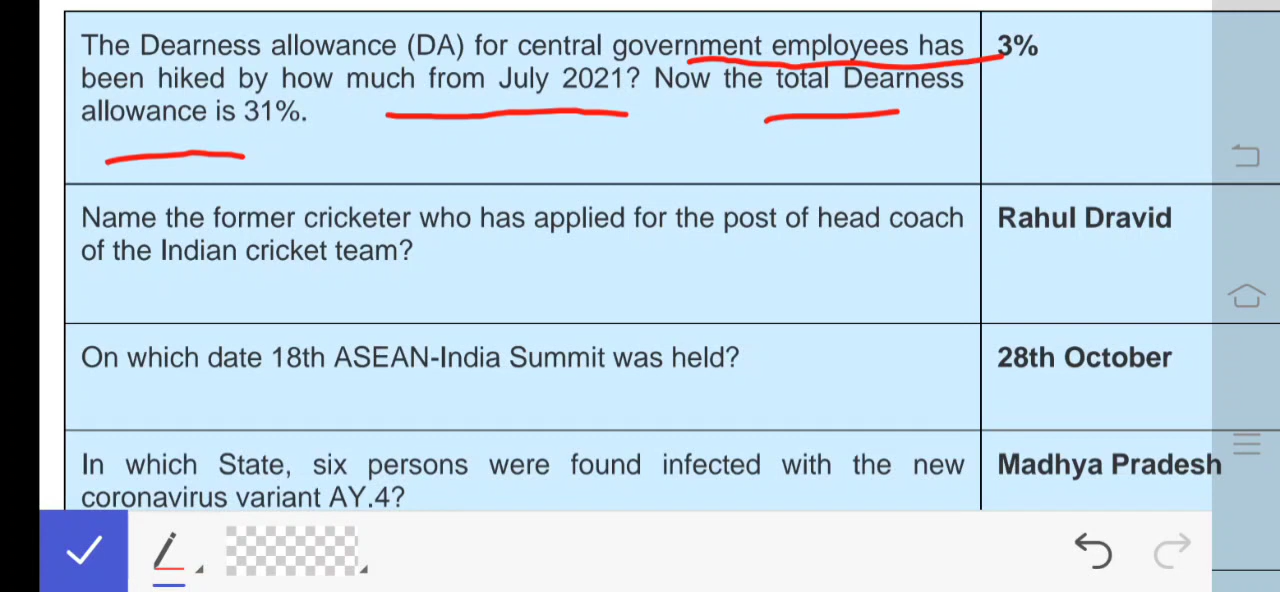 The Dearness allowance (DA) for central government employees has
been hiked by how much from July 2021? Now the total Dearness
allowance is 31%.
3%
Name the former cricketer who has applied for the post of head coach
of the Indian cricket team?
Rahul Dravid
On which date 18th ASEAN-India Summit was held?
28th October
In which State, six persons were found infected with the new
coronavirus variant AY.4?
Madhya Pradesh